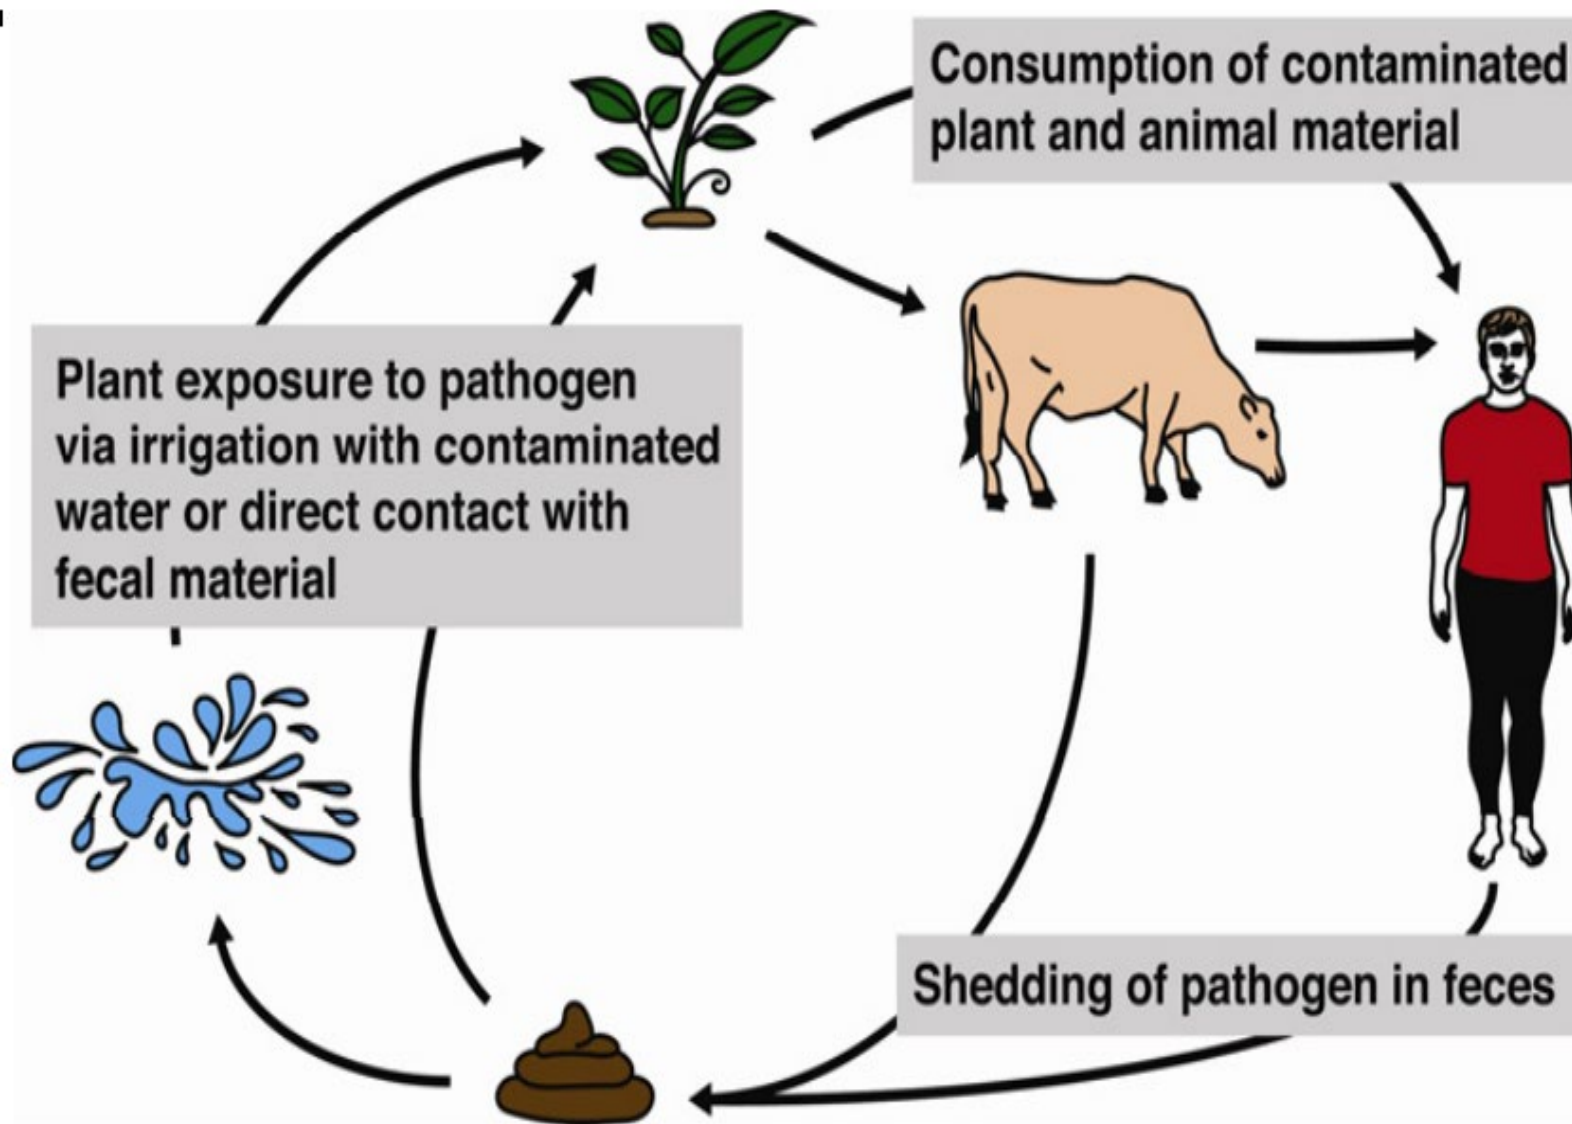 Consumption of contaminated
plant and animal material
Plant exposure to pathogen
via irrigation with contaminated
water or direct contact with
fecal material
Shedding of pathogen in feces